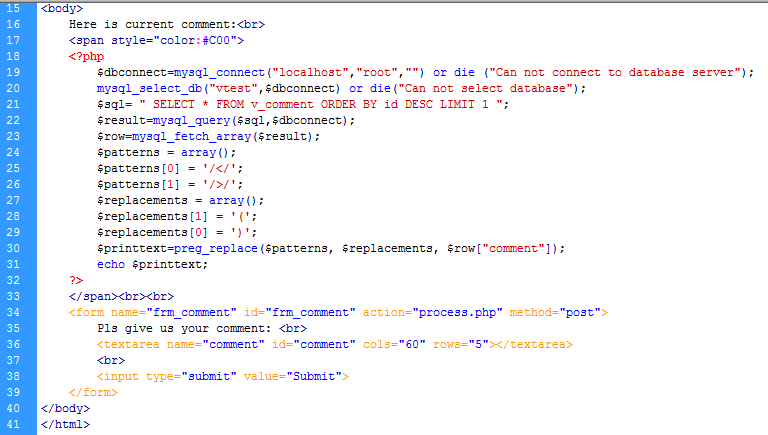 15 <body>
16 Here is current comment:<br>
17 <span style="color:#C00">
18 <?php
19 $dbconnect=mysql_connect("localhost","root","") or die ("Can not connect to database server");
20 mysql_select_db("vtest",$dbconnect) or die("Can not select database");
21 $sql= " SELECT * FROM v_comment ORDER BY id DESC LIMIT 1 ";
22 $result=mysql_query($sql,$dbconnect);
23 $row=mysql_fetch_array($result);
24 $patterns = array();
25 $patterns[0] = '/</';
26 $patterns[1] = '/>/';
27 $replacements = array();
28 $replacements[1] = '(';
29 $replacements[0] = ')';
30 $printtext=preg_replace($patterns, $replacements, $row["comment"]);
31 echo $printtext;
32 ?>
33 </span><br><br>
34 <form name="frm_comment" id="frm_comment" action="process.php" method="post">
35 Pls give us your comment: <br>
36 <textarea name="comment" id="comment" cols="60" rows="5"></textarea>
37 <br>
38 <input type="submit" value="Submit">
39 </form>
40 </body>
41 </html>